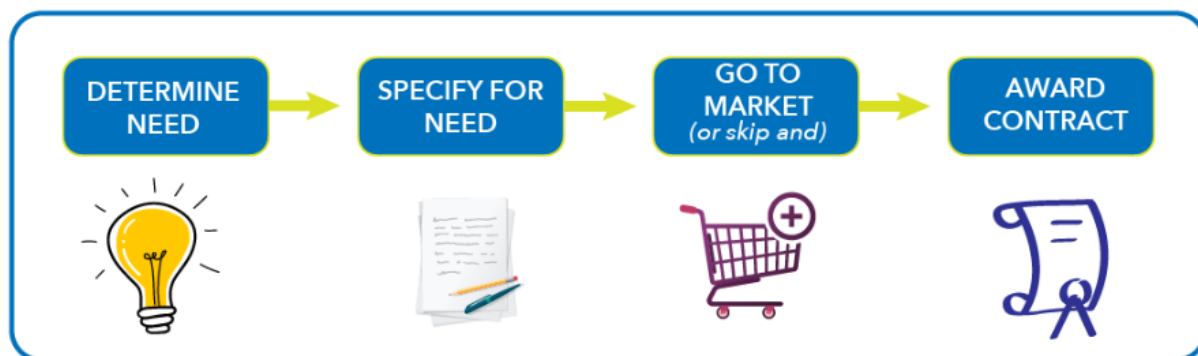 DETERMINE
NEED
SPECIFY FOR
NEED
GO TO
MARKET
(or skip and)
AWARD
CONTRACT